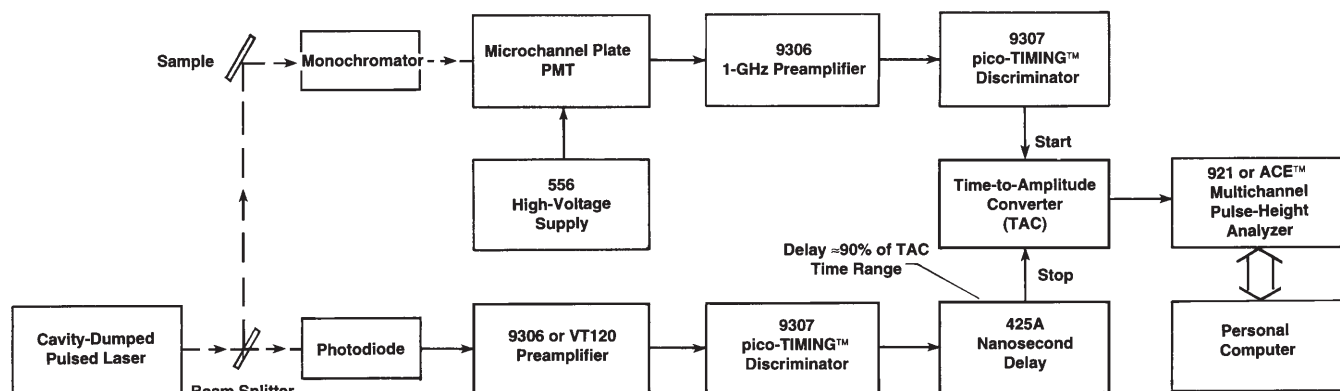 Sample
Monochromator
Microchannel Plate
PMT
9306
1-GHz Preamplifier
9307
pico-TIMING™
Discriminator
Start
556
High-Voltage
Supply
Time-to-Amplitude
Converter
(TAC)
921 or ACE™
Multichannel
Pulse-Height
Analyzer
Delay ≈90% of TAC
Time Range
Stop
Cavity-Dumped
Pulsed Laser
Beam Splitter
Photodiode
9306 or VT120
Preamplifier
9307
pico-TIMING™
Discriminator
425A
Nanosecond
Delay
Personal
Computer